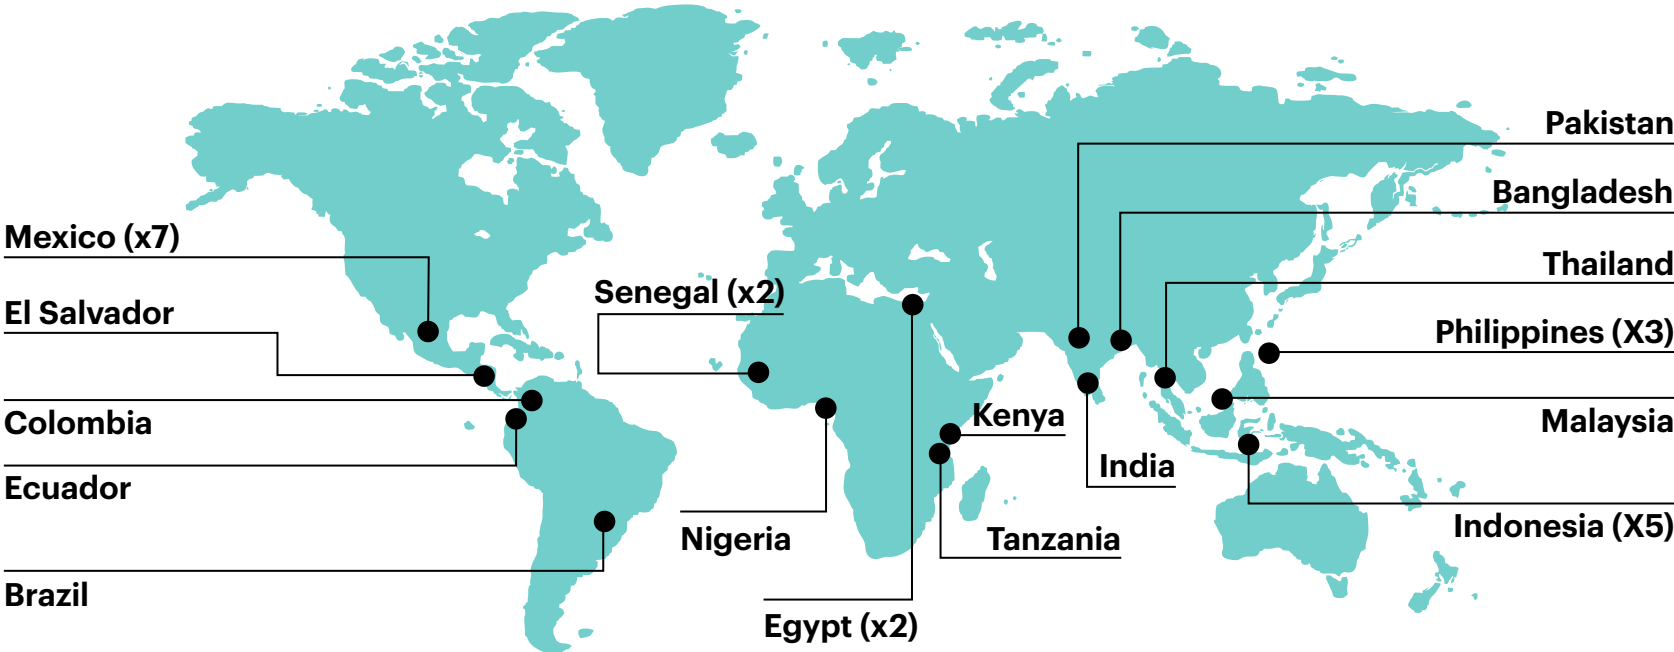 Mexico (x7)
El Salvador
Colombia
Ecuador
Brazil
Senegal (x2)
Nigeria
Egypt (x2)
Kenya
Tanzania
India
Pakistan
Bangladesh
Thailand
Philippines (X3)
Malaysia
Indonesia (X5)